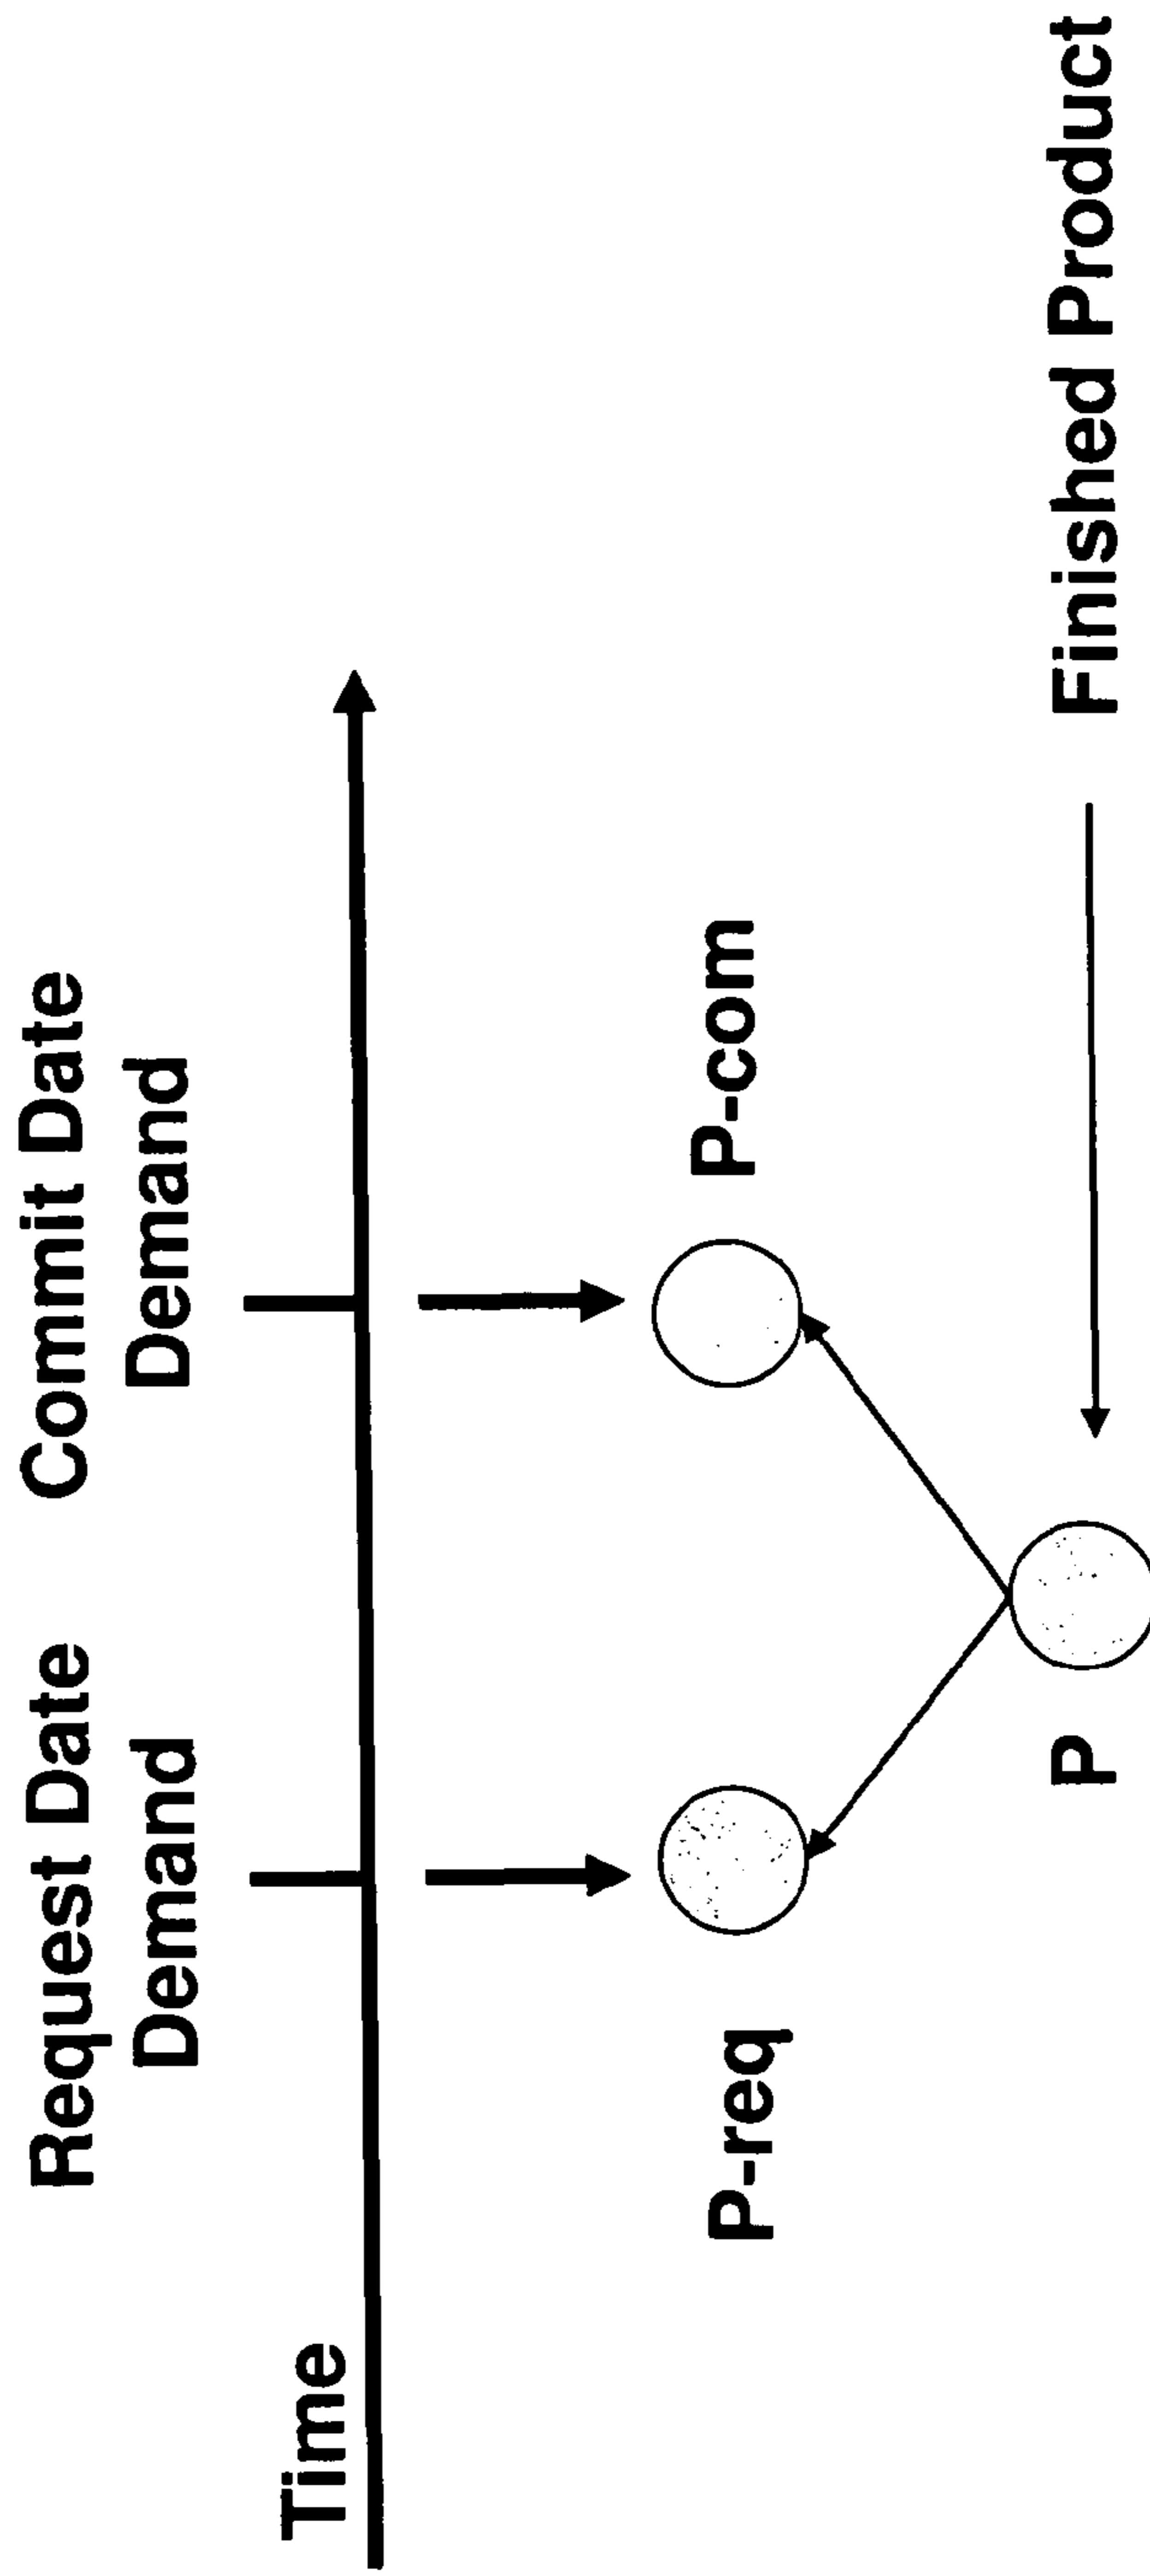 Request Date
Demand
Commit Date
Demand
Time
P-req
P-com
P
Finished Product